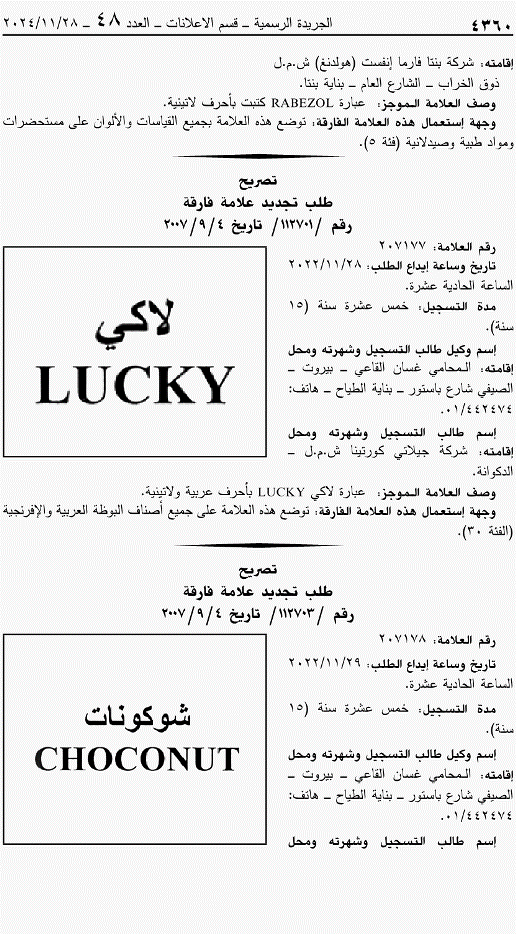 ٤٣٦٠
الجريدة الرسمية ـ قسم الاعلانات ـ العدد ٤٨ ـ ٢٠٢٤/١١/٢٨
إقامته: شركة بنتا فارما إنفست (هولدنغ) ش.م.ل
ذوق الخراب ـ الشارع العام ـ بناية بنتا.
وصف العلامة الموجز: عبارة RABEZOL كتبت بأحرف لاتينية.
وجهة إستعمال هذه العلامة الفارقة: توضع هذه العلامة بجميع القياسات والألوان على مستحضرات
ومواد طبية وصيدلانية (فئة ٥).
تصريح
طلب تجديد علامة فارقة
رقم /١١٢٧٠١/ تاريخ ٢٠٠٧/٩/٤
رقم العلامة: ٢٠٧١٧٧
تاريخ وساعة إيداع الطلب: ٢٠٢٢/١١/٢٨
الساعة الحادية عشرة.
مدة التسجيل: خمس عشرة سنة (١٥
سنة).
إسم وكيل طالب التسجيل وشهرته ومحل
إقامته: المحامي غسان القاعي ـ بيروت ـ
الصيفي شارع باستور ـ بناية الطياح ـ هاتف:
٠١/٤٤٢٤٧٤.
إسم طالب التسجيل وشهرته ومحل
إقامته: شركة جيلاتي كورتينا ش.م.ل ـ
الدكوانة.
لاكي
LUCKY
وصف العلامة الموجز: عبارة لاكي LUCKY بأحرف عربية ولاتينية.
وجهة إستعمال هذه العلامة الفارقة: توضع هذه العلامة على جميع أصناف البوظة العربية والإفرنجية
(الفئة ٣٠).
تصريح
طلب تجديد علامة فارقة
رقم /١١٢٧٠٣/ تاريخ ٢٠٠٧/٩/٤
رقم العلامة: ٢٠٧١٧٨
تاريخ وساعة إيداع الطلب: ٢٠٢٢/١١/٢٩
الساعة الحادية عشرة.
مدة التسجيل: خمس عشرة سنة (١٥
سنة).
إسم وكيل طالب التسجيل وشهرته ومحل
إقامته: المحامي غسان القاعي ـ بيروت ـ
الصيفي شارع باستور ـ بناية الطياح ـ هاتف:
٠١/٤٤٢٤٧٤.
إسم طالب التسجيل وشهرته ومحل
شوكونات
CHOCONUT